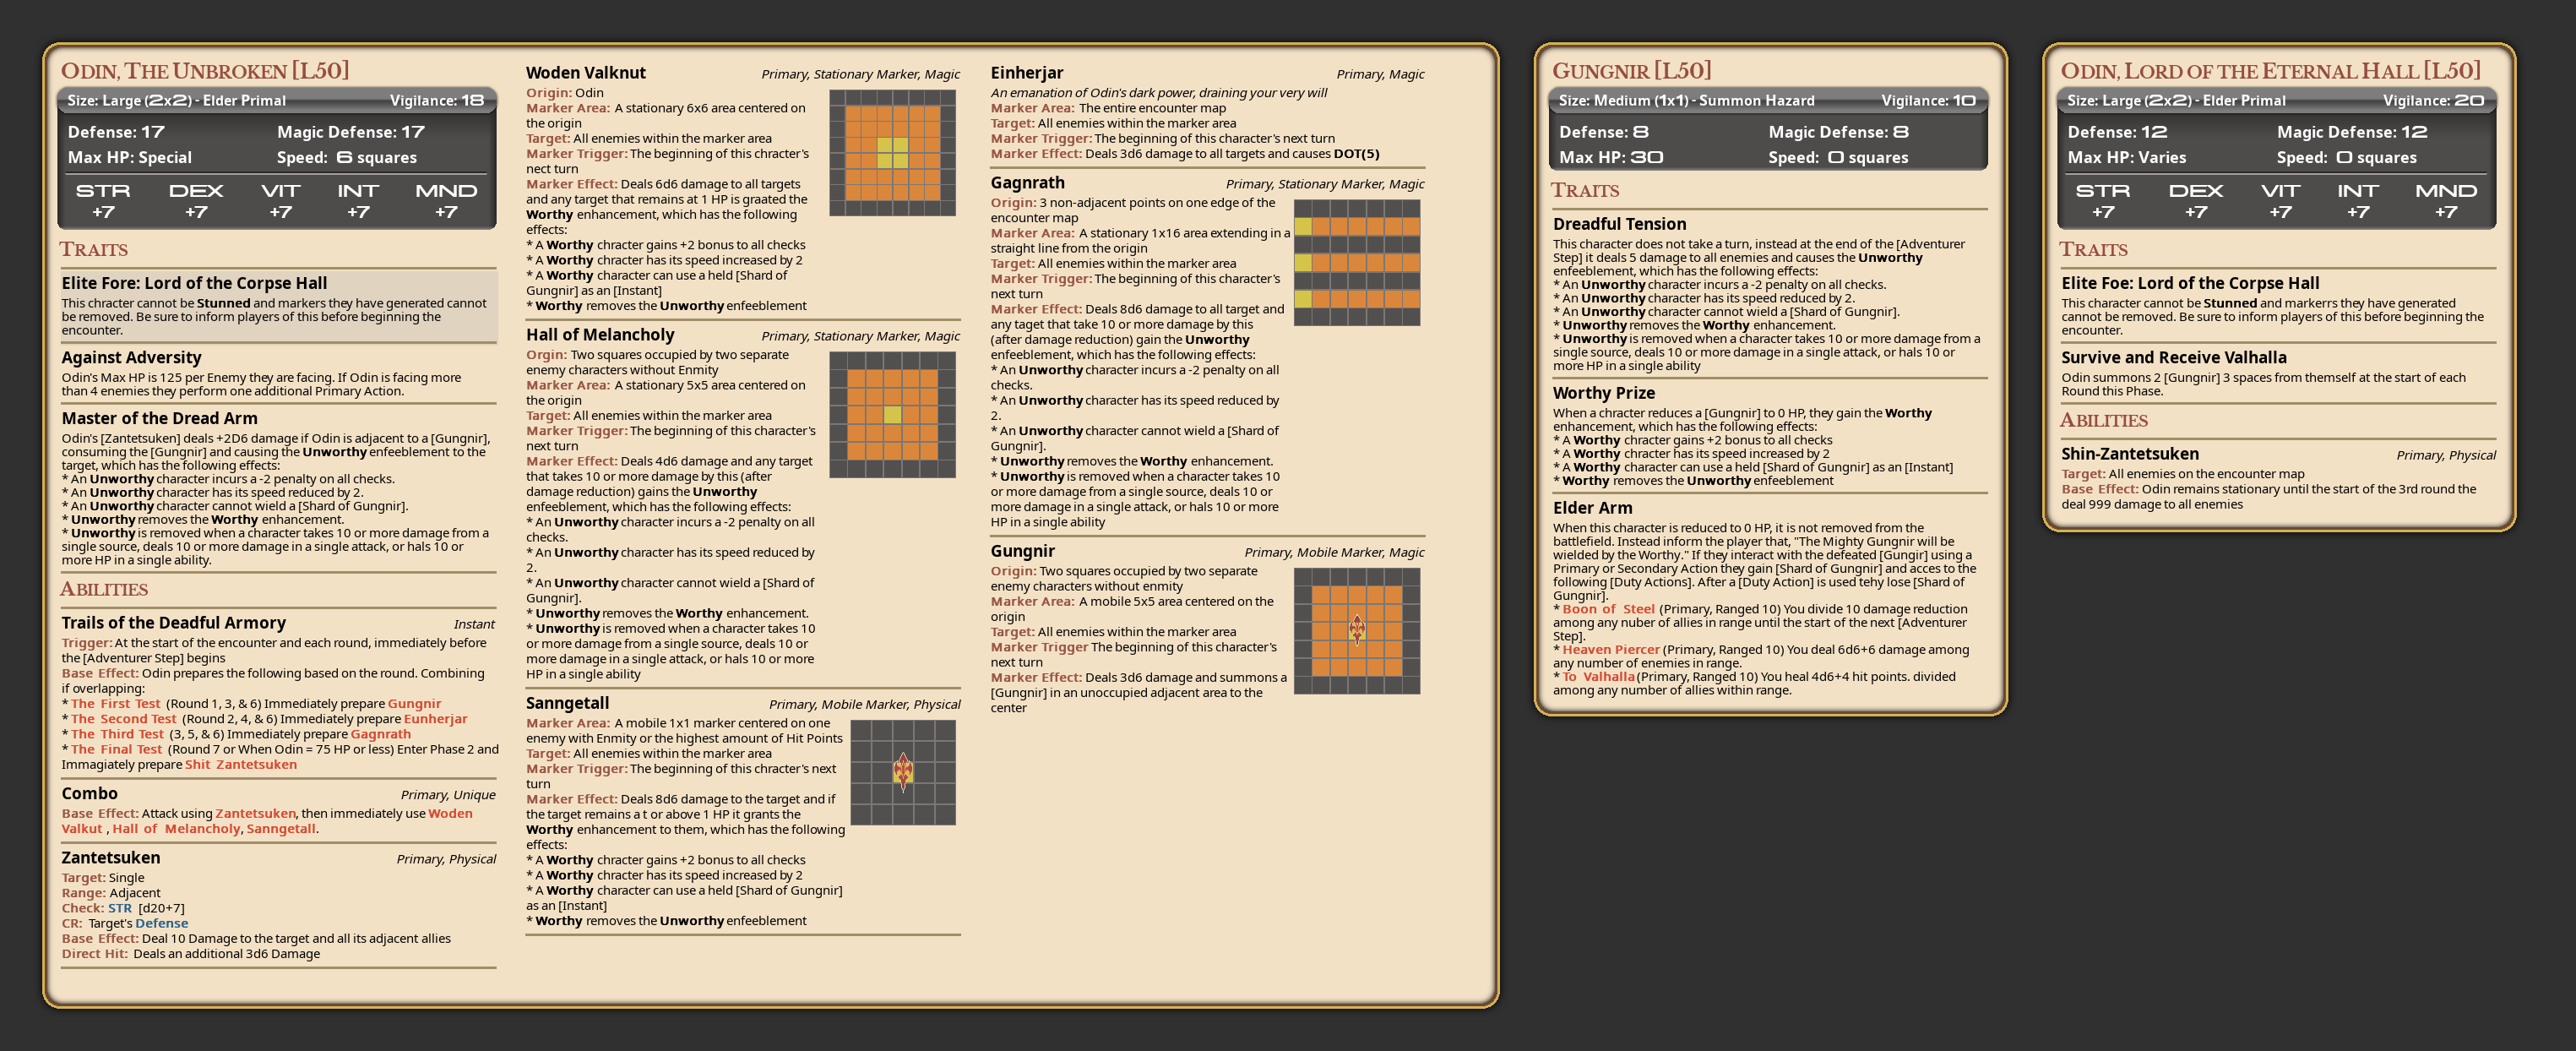 ODIN, THE UNBROKEN [L50]
Size: Large (2x2) - Elder Primal Vigilance: 18
Defense: 17 Magic Defense: 17
Max HP: Special Speed: 6 squares
STR DEX VIT INT MND
+7 +7 +7 +7 +7
TRAITS
Elite Fore: Lord of the Corpse Hall
This chracter cannot be Stunned and markers they have generated cannot
be removed. Be sure to inform players of this before beginning the
encounter.
Against Adversity
Odin's Max HP is 125 per Enemy they are facing. If Odin is facing more
than 4 enemies they perform one additional Primary Action.
Master of the Dread Arm
Odin's [Zantetsuken] deals +2D6 damage if Odin is adjacent to a [Gungnir],
consuming the [Gungnir] and causing the Unworthy enfeeblement to the
target, which has the following effects:
* An Unworthy character incurs a -2 penalty on all checks.
* An Unworthy character has its speed reduced by 2.
* An Unworthy character cannot wield a [Shard of Gungnir].
* Unworthy removes the Worthy enhancement.
* Unworthy is removed when a character takes 10 or more damage from a
single source, deals 10 or more damage in a single attack, or hals 10 or
more HP in a single ability.
ABILITIES
Trails of the Deadful Armory Instant
Trigger: At the start of the encounter and each round, immediately before
the [Adventurer Step] begins
Base Effect: Odin prepares the following based on the round. Combining
if overlapping:
* The First Test (Round 1, 3, & 6) Immediately prepare Gungnir
* The Second Test (Round 2, 4, & 6) Immediately prepare Eunherjar
* The Third Test (3, 5, & 6) Immediately prepare Gagnrath
* The Final Test (Round 7 or When Odin = 75 HP or less) Enter Phase 2 and
Immagiately prepare Shit Zantetsuken
Combo Primary, Unique
Base Effect: Attack using Zantetsuken, then immediately use Woden
Valkut , Hall of Melancholy, Sanngetall.
Zantetsuken Primary, Physical
Target: Single
Range: Adjacent
Check: STR [d20+7]
CR: Target's Defense
Base Effect: Deal 10 Damage to the target and all its adjacent allies
Direct Hit: Deals an additional 3d6 Damage
Woden Valknut Primary, Stationary Marker, Magic
Origin: Odin
Marker Area: A stationary 6x6 area centered on
the origin
Target: All enemies within the marker area
Marker Trigger: The beginning of this chracter's
nect turn
Marker Effect: Deals 6d6 damage to all targets
and any target that remains at 1 HP is graated the
Worthy enhancement, which has the following
effects:
* A Worthy chracter gains +2 bonus to all checks
* A Worthy chracter has its speed increased by 2
* A Worthy character can use a held [Shard of
Gungnir] as an [Instant]
* Worthy removes the Unworthy enfeeblement
Hall of Melancholy Primary, Stationary Marker, Magic
Orgin: Two squares occupied by two separate
enemy characters without Enmity
Marker Area: A stationary 5x5 area centered on
the origin
Target: All enemies within the marker area
Marker Trigger: The beginning of this character's
next turn
Marker Effect: Deals 4d6 damage and any target
that takes 10 or more damage by this (after
damage reduction) gains the Unworthy
enfeeblement, which has the following effects:
* An Unworthy character incurs a -2 penalty on all
checks.
* An Unworthy character has its speed reduced by
2.
* An Unworthy character cannot wield a [Shard of
Gungnir].
* Unworthy removes the Worthy enhancement.
* Unworthy is removed when a character takes 10
or more damage from a single source, deals 10 or
more damage in a single attack, or hals 10 or more
HP in a single ability
Sanngetall Primary, Mobile Marker, Physical
Marker Area: A mobile 1x1 marker centered on one
enemy with Enmity or the highest amount of Hit Points
Target: All enemies within the marker area
Marker Trigger: The beginning of this chracter's next
turn
Marker Effect: Deals 8d6 damage to the target and if
the target remains a t or above 1 HP it grants the
Worthy enhancement to them, which has the following
effects:
* A Worthy chracter gains +2 bonus to all checks
* A Worthy chracter has its speed increased by 2
* A Worthy character can use a held [Shard of Gungnir]
as an [Instant]
* Worthy removes the Unworthy enfeeblement
Einherjar Primary, Magic
An emanation of Odin's dark power, draining your very will
Marker Area: The entire encounter map
Target: All enemies within the marker area
Marker Trigger: The beginning of this character's next turn
Marker Effect: Deals 3d6 damage to all targets and causes DOT(5)
Gagnrath Primary, Stationary Marker, Magic
Origin: 3 non-adjacent points on one edge of the
encounter map
Marker Area: A stationary 1x16 area extending in a
straight line from the origin
Target: All enemies within the marker area
Marker Trigger: The beginning of this character's
next turn
Marker Effect: Deals 8d6 damage to all target and
any taget that take 10 or more damage by this
(after damage reduction) gain the Unworthy
enfeeblement, which has the following effects:
* An Unworthy character incurs a -2 penalty on all
checks.
* An Unworthy character has its speed reduced by
2.
* An Unworthy character cannot wield a [Shard of
Gungnir].
* Unworthy removes the Worthy enhancement.
* Unworthy is removed when a character takes 10
or more damage from a single source, deals 10 or
more damage in a single attack, or hals 10 or more
HP in a single ability
Gungnir Primary, Mobile Marker, Magic
Origin: Two squares occupied by two separate
enemy characters without enmity
Marker Area: A mobile 5x5 area centered on the
origin
Target: All enemies within the marker area
Marker Trigger The beginning of this character's
next turn
Marker Effect: Deals 3d6 damage and summons a
[Gungnir] in an unoccupied adjacent area to the
center
GUNGNIR [L50]
Size: Medium (1x1) - Summon Hazard Vigilance: 10
Defense: 8 Magic Defense: 8
Max HP: 30 Speed: 0 squares
TRAITS
Dreadful Tension
This character does not take a turn, instead at the end of the [Adventurer
Step] it deals 5 damage to all enemies and causes the Unworthy
enfeeblement, which has the following effects:
* An Unworthy character incurs a -2 penalty on all checks.
* An Unworthy character has its speed reduced by 2.
* An Unworthy character cannot wield a [Shard of Gungnir].
* Unworthy removes the Worthy enhancement.
* Unworthy is removed when a character takes 10 or more damage from a
single source, deals 10 or more damage in a single attack, or hals 10 or
more HP in a single ability
Worthy Prize
When a chracter reduces a [Gungnir] to 0 HP, they gain the Worthy
enhancement, which has the following effects:
* A Worthy chracter gains +2 bonus to all checks
* A Worthy chracter has its speed increased by 2
* A Worthy character can use a held [Shard of Gungnir] as an [Instant]
* Worthy removes the Unworthy enfeeblement
Elder Arm
When this character is reduced to 0 HP, it is not removed from the
battlefield. Instead inform the player that, "The Mighty Gungnir will be
wielded by the Worthy." If they interact with the defeated [Gungir] using a
Primary or Secondary Action they gain [Shard of Gungnir] and acces to the
following [Duty Actions]. After a [Duty Action] is used tehy lose [Shard of
Gungnir].
* Boon of Steel (Primary, Ranged 10) You divide 10 damage reduction
among any nuber of allies in range until the start of the next [Adventurer
Step].
* Heaven Piercer (Primary, Ranged 10) You deal 6d6+6 damage among
any number of enemies in range.
* To Valhalla (Primary, Ranged 10) You heal 4d6+4 hit points. divided
among any number of allies within range.
ODIN, LORD OF THE ETERNAL HALL [L50]
Size: Large (2x2) - Elder Primal Vigilance: 20
Defense: 12 Magic Defense: 12
Max HP: Varies Speed: 0 squares
STR DEX VIT INT MND
+7 +7 +7 +7 +7
TRAITS
Elite Foe: Lord of the Corpse Hall
This character cannot be Stunned and markerrs they have generated
cannot be removed. Be sure to inform players of this before beginning the
encounter.
Survive and Receive Valhalla
Odin summons 2 [Gungnir] 3 spaces from themself at the start of each
Round this Phase.
ABILITIES
Shin-Zantetsuken Primary, Physical
Target: All enemies on the encounter map
Base Effect: Odin remains stationary until the start of the 3rd round the
deal 999 damage to all enemies